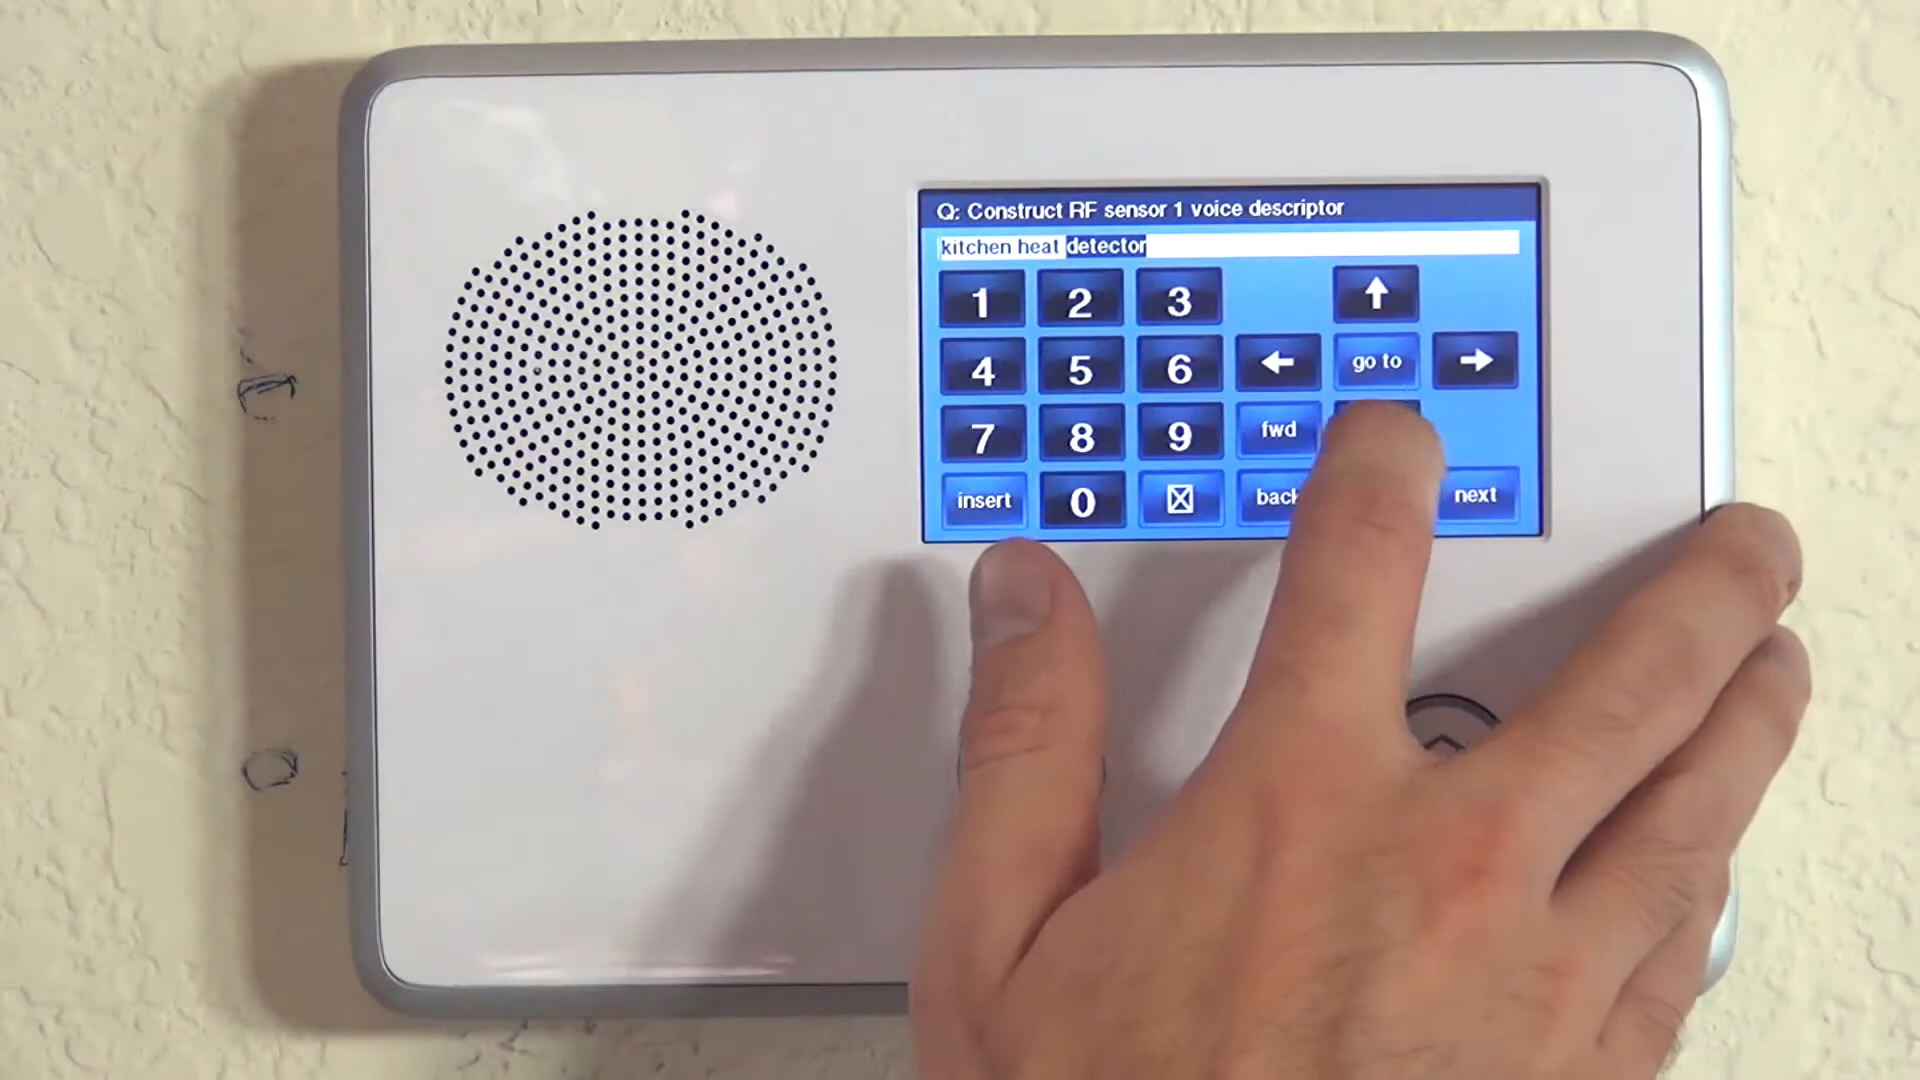 Q: Construct RF sensor 1 voice descriptor
kitchen heat detector
1 2 3 ↑
4 5 6 ← go to →
7 8 9 fwd
insert 0 ☒ back next